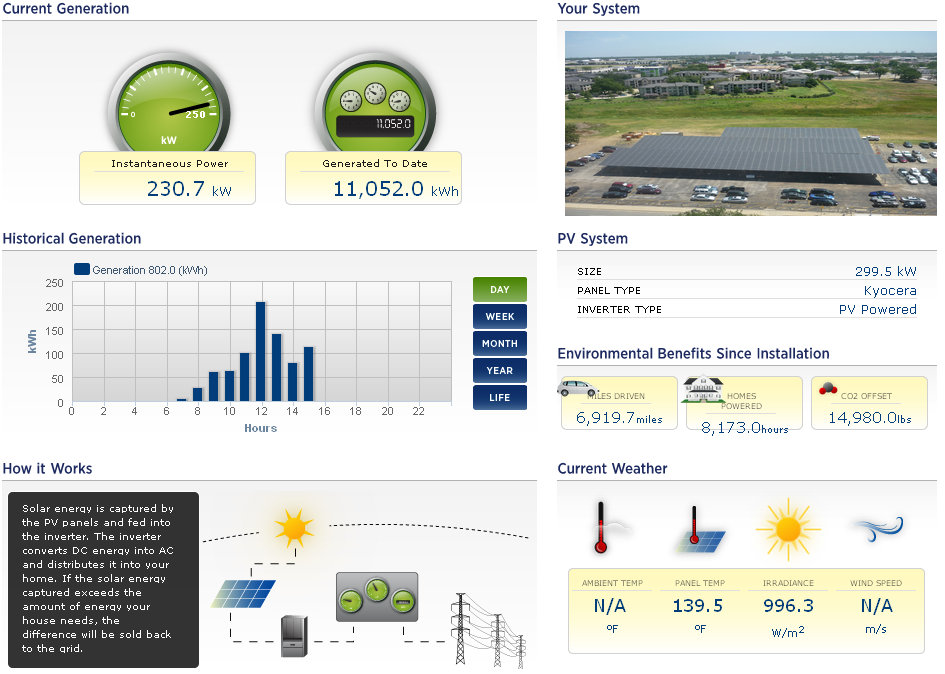 Current Generation
0
250
kW
Instantaneous Power
230.7 kW
11,052.0
Generated To Date
11,052.0 kWh
Your System
Historical Generation
Generation 802.0 (kWh)
250
200
150
100
50
0
kWh
0 2 4 6 8 10 12 14 16 18 20 22
Hours
DAY
WEEK
MONTH
YEAR
LIFE
PV System
SIZE 299.5 kW
PANEL TYPE Kyocera
INVERTER TYPE PV Powered
Environmental Benefits Since Installation
MILES DRIVEN
6,919.7miles
HOMES
POWERED
8,173.0hours
CO2 OFFSET
14,980.0lbs
How it Works
Solar energy is captured by
the PV panels and fed into
the inverter. The inverter
converts DC energy into AC
and distributes it into your
home. If the solar energy
captured exceeds the
amount of energy your
house needs, the
difference will be sold back
to the grid.
Current Weather
AMBIENT TEMP
N/A
ºF
PANEL TEMP
139.5
ºF
IRRADIANCE
996.3
W/m²
WIND SPEED
N/A
m/s